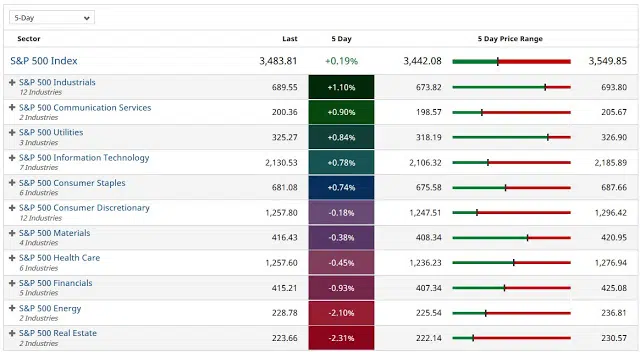 5-Day
Sector Last 5 Day 5 Day Price Range
S&P 500 Index 3,483.81 +0.19% 3,442.08 3,549.85
S&P 500 Industrials 689.55 +1.10% 673.82 693.80
12 Industries
S&P 500 Communication Services 200.36 +0.90% 198.57 205.67
2 Industries
S&P 500 Utilities 325.27 +0.84% 318.19 326.90
3 Industries
S&P 500 Information Technology 2,130.53 +0.78% 2,106.32 2,185.89
7 Industries
S&P 500 Consumer Staples 681.08 +0.74% 675.58 687.66
6 Industries
S&P 500 Consumer Discretionary 1,257.80 -0.18% 1,247.51 1,296.42
12 Industries
S&P 500 Materials 416.43 -0.38% 408.34 420.95
4 Industries
S&P 500 Health Care 1,257.60 -0.45% 1,236.23 1,276.94
6 Industries
S&P 500 Financials 415.21 -0.93% 407.34 425.08
5 Industries
S&P 500 Energy 228.78 -2.10% 225.54 236.81
2 Industries
S&P 500 Real Estate 223.66 -2.31% 222.14 230.57
2 Industries